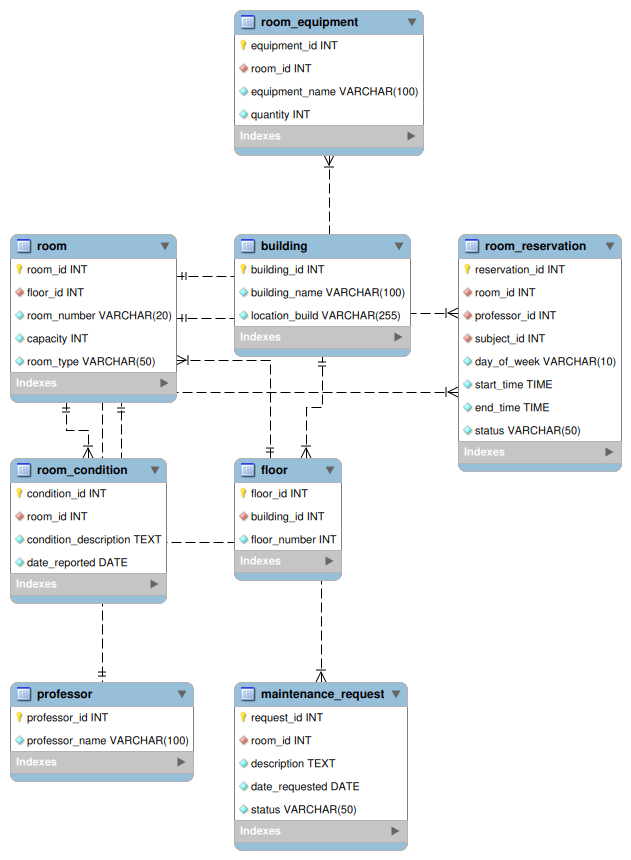 room_equipment
equipment_id INT
room_id INT
equipment_name VARCHAR(100)
quantity INT
Indexes
room
room_id INT
floor_id INT
room_number VARCHAR(20)
capacity INT
room_type VARCHAR(50)
Indexes
building
building_id INT
building_name VARCHAR(100)
location_build VARCHAR(255)
Indexes
room_reservation
reservation_id INT
room_id INT
professor_id INT
subject_id INT
day_of_week VARCHAR(10)
start_time TIME
end_time TIME
status VARCHAR(50)
Indexes
room_condition
condition_id INT
room_id INT
condition_description TEXT
date_reported DATE
Indexes
floor
floor_id INT
building_id INT
floor_number INT
Indexes
professor
professor_id INT
professor_name VARCHAR(100)
Indexes
maintenance_request
request_id INT
room_id INT
description TEXT
date_requested DATE
status VARCHAR(50)
Indexes